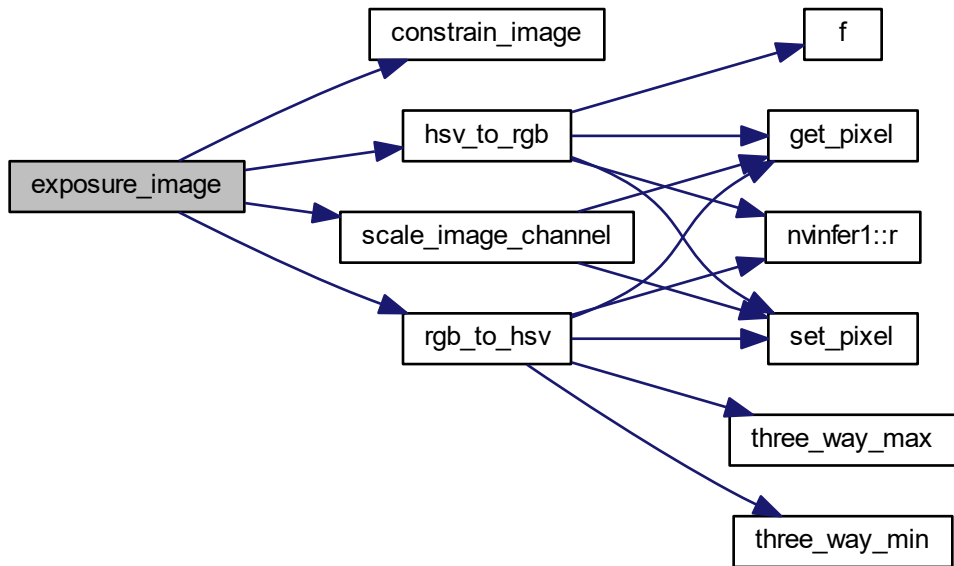 constrain_image
f
hsv_to_rgb
get_pixel
exposure_image
scale_image_channel
nvinfer1::r
rgb_to_hsv
set_pixel
three_way_max
three_way_min